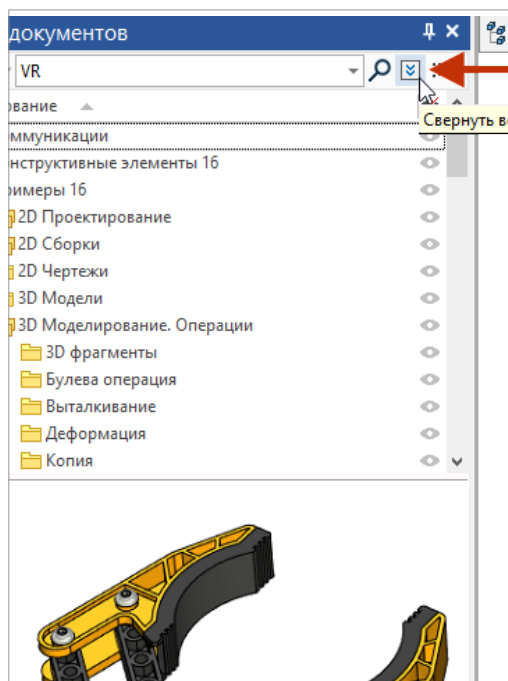 документов
VR
ование
Свернуть в
ммуникации
нструктивные элементы 16
римеры 16
2D Проектирование
2D Сборки
2D Чертежи
3D Модели
3D Моделирование. Операции
3D фрагменты
Булева операция
Выталкивание
Деформация
Копия